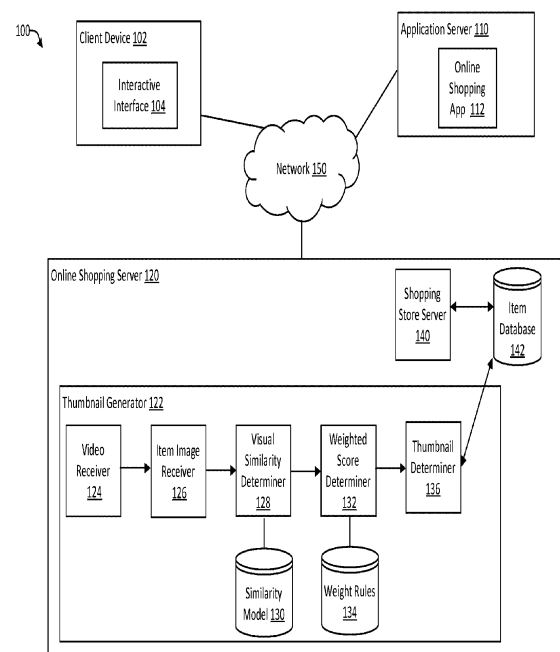 100
Client Device 102
Interactive
Interface 104
Application Server 110
Online
Shopping
App 112
Network 150
Online Shopping Server 120
Shopping
Store Server
140
Item
Database
142
Thumbnail Generator 122
Video
Receiver
124
Item Image
Receiver
126
Visual
Similarity
Determiner
128
Weighted
Score
Determiner
132
Thumbnail
Determiner
136
Similarity
Model 130
Weight Rules
134